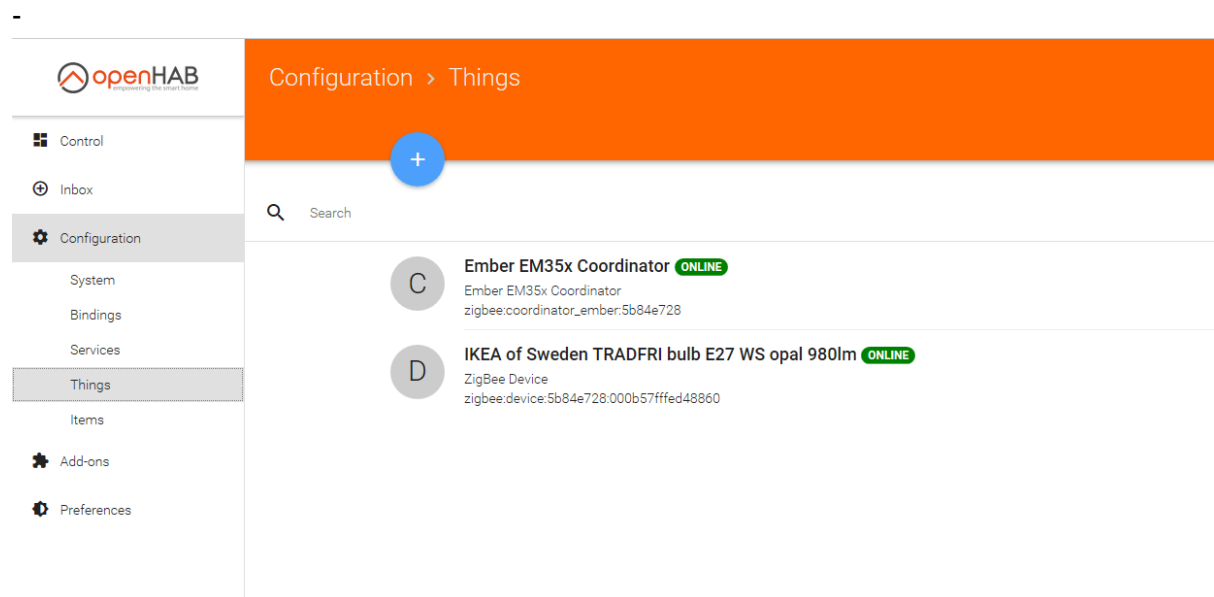 -
openHAB
empowering the smart home
Configuration > Things
Control
Inbox
Configuration
System
Bindings
Services
Things
Items
Add-ons
Preferences
+
Search
C
Ember EM35x Coordinator ONLINE
Ember EM35x Coordinator
zigbee:coordinator_ember:5b84e728
D
IKEA of Sweden TRADFRI bulb E27 WS opal 980lm ONLINE
ZigBee Device
zigbee:device:5b84e728:000b57fffed48860